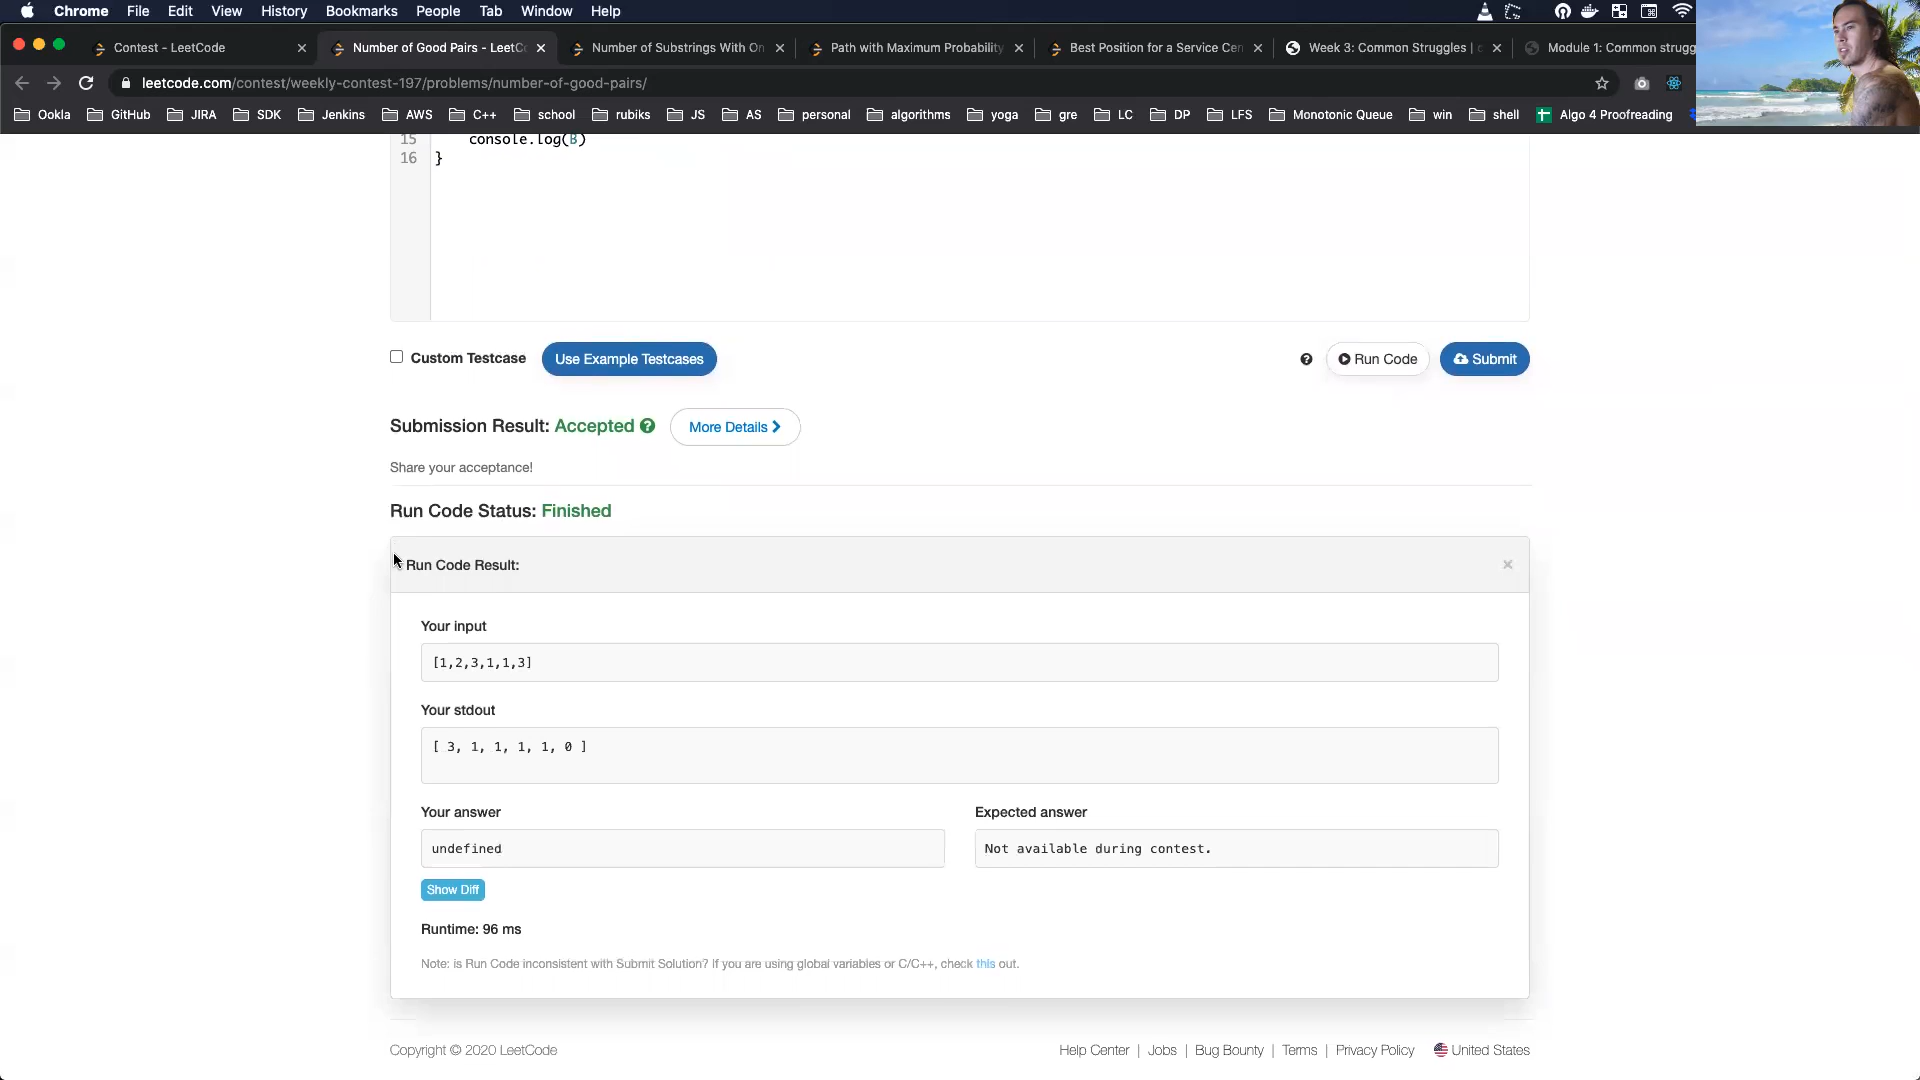 Chrome File Edit View History Bookmarks People Tab Window Help
Contest - LeetCode
Number of Good Pairs - LeetC
Number of Substrings With On
Path with Maximum Probability
Best Position for a Service Cen
Week 3: Common Struggles | c
Module 1: Common strugg
leetcode.com/contest/weekly-contest-197/problems/number-of-good-pairs/
Ookla GitHub JIRA SDK Jenkins AWS C++ school rubiks JS AS personal algorithms yoga gre LC DP LFS Monotonic Queue win shell Algo 4 Proofreading
15 console.log(B)
16 }
Custom Testcase Use Example Testcases Run Code Submit
Submission Result: Accepted More Details
Share your acceptance!
Run Code Status: Finished
Run Code Result: ×
Your input
[1,2,3,1,1,3]
Your stdout
[ 3, 1, 1, 1, 1, 0 ]
Your answer Expected answer
undefined Not available during contest.
Show Diff
Runtime: 96 ms
Note: is Run Code inconsistent with Submit Solution? If you are using global variables or C/C++, check this out.
Copyright © 2020 LeetCode Help Center | Jobs | Bug Bounty | Terms | Privacy Policy United States